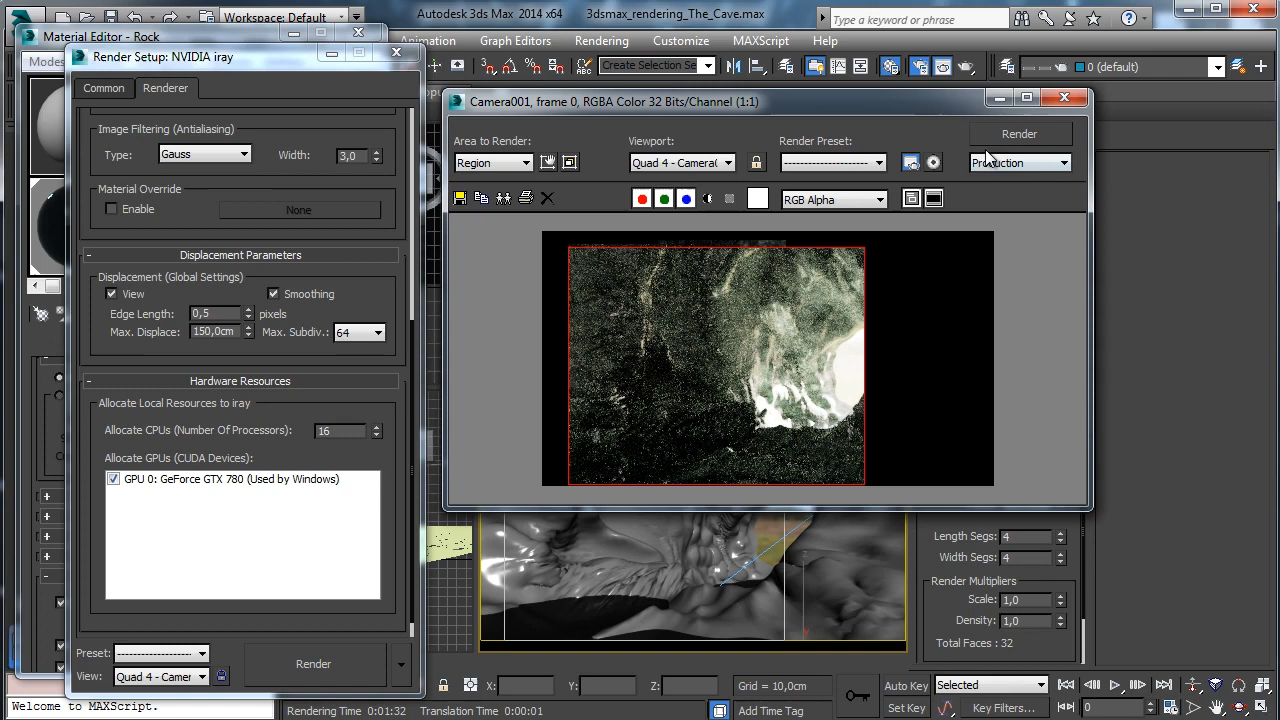 Workspace: Default
Autodesk 3ds Max 2014 x64
3dsmax_rendering_The_Cave.max
Type a keyword or phrase
Material Editor - Rock
Animation
Graph Editors
Rendering
Customize
MAXScript
Help
Modes
Create Selection Se
0 (default)
Render Setup: NVIDIA iray
Common
Renderer
Image Filtering (Antialiasing)
Type:
Gauss
Width:
3,0
Material Override
Enable
None
Displacement Parameters
Displacement (Global Settings)
View
Smoothing
Edge Length:
0,5
pixels
Max. Displace:
150,0cm
Max. Subdiv.:
64
Hardware Resources
Allocate Local Resources to iray
Allocate CPUs (Number Of Processors):
16
Allocate GPUs (CUDA Devices):
GPU 0: GeForce GTX 780 (Used by Windows)
Preset:
View:
Quad 4 - Camer
Render
Camera001, frame 0, RGBA Color 32 Bits/Channel (1:1)
Area to Render:
Region
Viewport:
Quad 4 - Camera
Render Preset:
Render
Production
RGB Alpha
Length Segs:
4
Width Segs:
4
Render Multipliers
Scale:
1,0
Density:
1,0
Total Faces : 32
X:
Y:
Z:
Grid = 10,0cm
Auto Key
Selected
Welcome to MAXScript.
Rendering Time 0:01:32
Translation Time 0:00:01
Add Time Tag
Set Key
Key Filters...
0